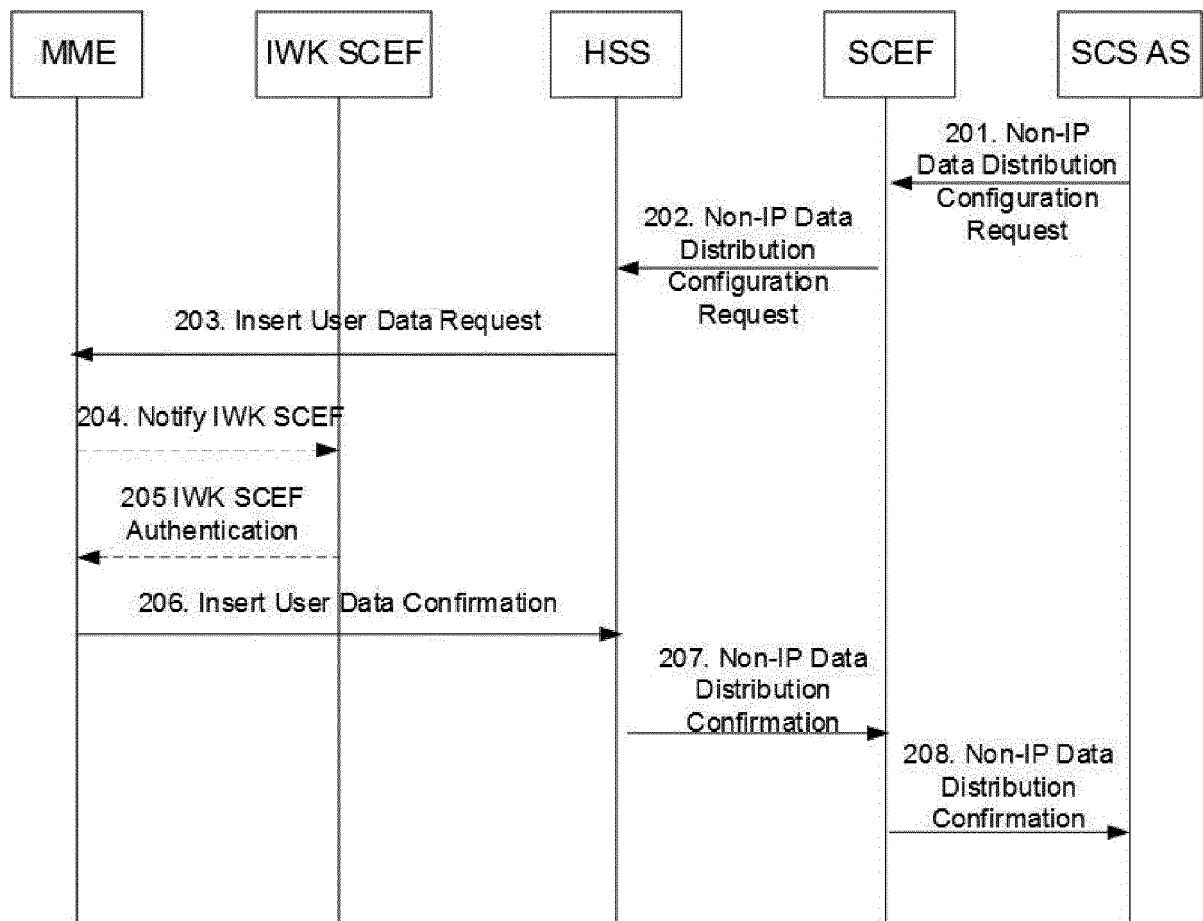 MME
IWK SCEF
HSS
SCEF
SCS AS
201. Non-IP
Data Distribution
Configuration
Request
202. Non-IP Data
Distribution
Configuration
Request
203. Insert User Data Request
204. Notify IWK SCEF
205 IWK SCEF
Authentication
206. Insert User Data Confirmation
207. Non-IP Data
Distribution
Confirmation
208. Non-IP Data
Distribution
Confirmation